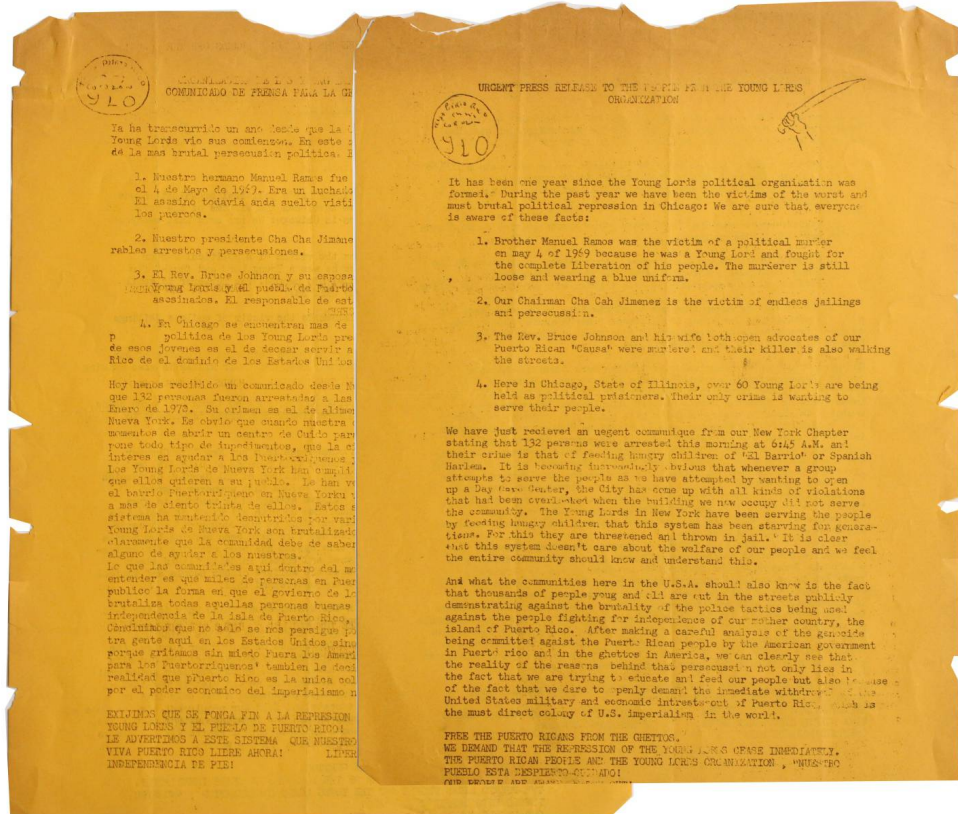 COMUNICADO DE PRENSA PARA LA
YLO
Ya ha transcurrido un ano desde que la
Young Lords vio sus comienzos. En este
de la mas brutal persecusion politica.
1. Nuestro hermano Manuel Ramos fue
el 4 de Mayo de 1969. Era un
El asesino todavia anda suelto
los puercos.
2. Nuestro presidente Cha Cha
rables arrestos y persecusiones.
3. El Rev. Bruce Johnson y su esposa
Young Lords y el pueblo de Puerto
asesinados. El responsable de
4. En Chicago se encuentran mas de
p politica de los Young Lords
de esos jovenes es el de desear servir a
Rico de el dominio de los Estados Unidos
Hoy hemos recibido un comunicado desde
que 132 personas fueron arrestadas a las
Enero de 1970. Su crimen es el de
Nueva York. Es obvio que cuando nuestra
momentos de abrir un centro de Cuido
pone todo tipo de inpedimentos, que la
interes en ayudar a los
Los Young Lords de Nueva York han
que ellos quieren a su pueblo. Le han
el barrio Puertorriqueno en Nueva Yorku
a mas de ciento trinta de ellos. Estos
sistema ha mantenido desnutridos por
Young Lords de Nueva York son
claramente que la comunidad debe de saber
alguno de ayudar a los nuestros.
Lo que las comunidades aqui dentro del
entender es que miles de personas en
publico la forma en que el govierno de
brutaliza todas aquellas personas buenas
independencia de la isla de Puerto Rico,
Concluimos que no solo se nos persigue
tra gente aqui en los Estados Unidos
porque gritamos sin miedo Fuera los
para los Puertorriquenos' tambien le
realidad que Puerto Rico es la unica
por el poder economico del imperialismo
EXIJIMOS QUE SE PONGA FIN A LA REPRESION
YOUNG LORDS Y EL PUEBLO DE PUERTO RICO!
LE ADVERTIMOS A ESTE SISTEMA QUE NUESTRO
VIVA PUERTO RICO LIBRE AHORA!
INDEPENDENCIA DE PIE!
URGENT PRESS RELEASE TO THE PEOPLE FROM THE YOUNG LORDS
ORGANIZATION
YLO
It has been one year since the Young Lords political organization was
formed. During the past year we have been the victims of the worst and
most brutal political repression in Chicago: We are sure that everyone
is aware of these facts:
1. Brother Manuel Ramos was the victim of a political murder
on may 4 of 1969 because he was a Young Lord and fought for
the complete Liberation of his people. The murderer is still
loose and wearing a blue uniform.
2. Our Chairman Cha Cah Jimenez is the victim of endless jailings
and persecussion.
3. The Rev. Bruce Johnson and his wife both open advocates of our
Puerto Rican "Causa" were murdered and their killer is also walking
the streets.
4. Here in Chicago, State of Illinois, over 60 Young Lords are being
held as political prisioners. Their only crime is wanting to
serve their people.
We have just recieved an uegent communique from our New York Chapter
stating that 132 persons were arrested this morning at 6:45 A.M. and
their crime is that of feeding hungry children of "El Barrio" or Spanish
Harlem. It is becoming increasingly obvious that whenever a group
attempts to serve the people as we have attempted by wanting to open
up a Day Care Center, the City has come up with all kinds of violations
that had been overlooked when the building we now occupy did not serve
the community. The Young Lords in New York have been serving the people
by feeding hungry children that this system has been starving for genera-
tions. For this they are threatened and thrown in jail. It is clear
that this system doesn't care about the welfare of our people and we feel
the entire community should know and understand this.
And what the communities here in the U.S.A. should also know is the fact
that thousands of people youg and old are out in the streets publicly
demonstrating against the brutality of the police tactics being used
against the people fighting for independence of our mother country, the
island of Puerto Rico. After making a careful analysis of the genocide
being committed against the Puerto Rican people by the American government
in Puerto rico and in the ghettos in America, we can clearly see that
the reality of the reasons behind that persecussion not only lies in
the fact that we are trying to educate and feed our people but also because
of the fact that we dare to openly demand the inmediate withdrawal of the
United States military and economic intreatsment of Puerto Rico, which is
the must direct colony of U.S. imperialism in the world.
FREE THE PUERTO RICANS FROM THE GHETTOS.
WE DEMAND THAT THE REPRESSION OF THE YOUNG LORDS CEASE INMEDIATELY.
THE PUERTO RICAN PEOPLE AND THE YOUNG LORDS ORGANIZATION, "NUESTRO
PUEBLO ESTA DESPIERTO-CUIDADO!
OUR PEOPLE ARE